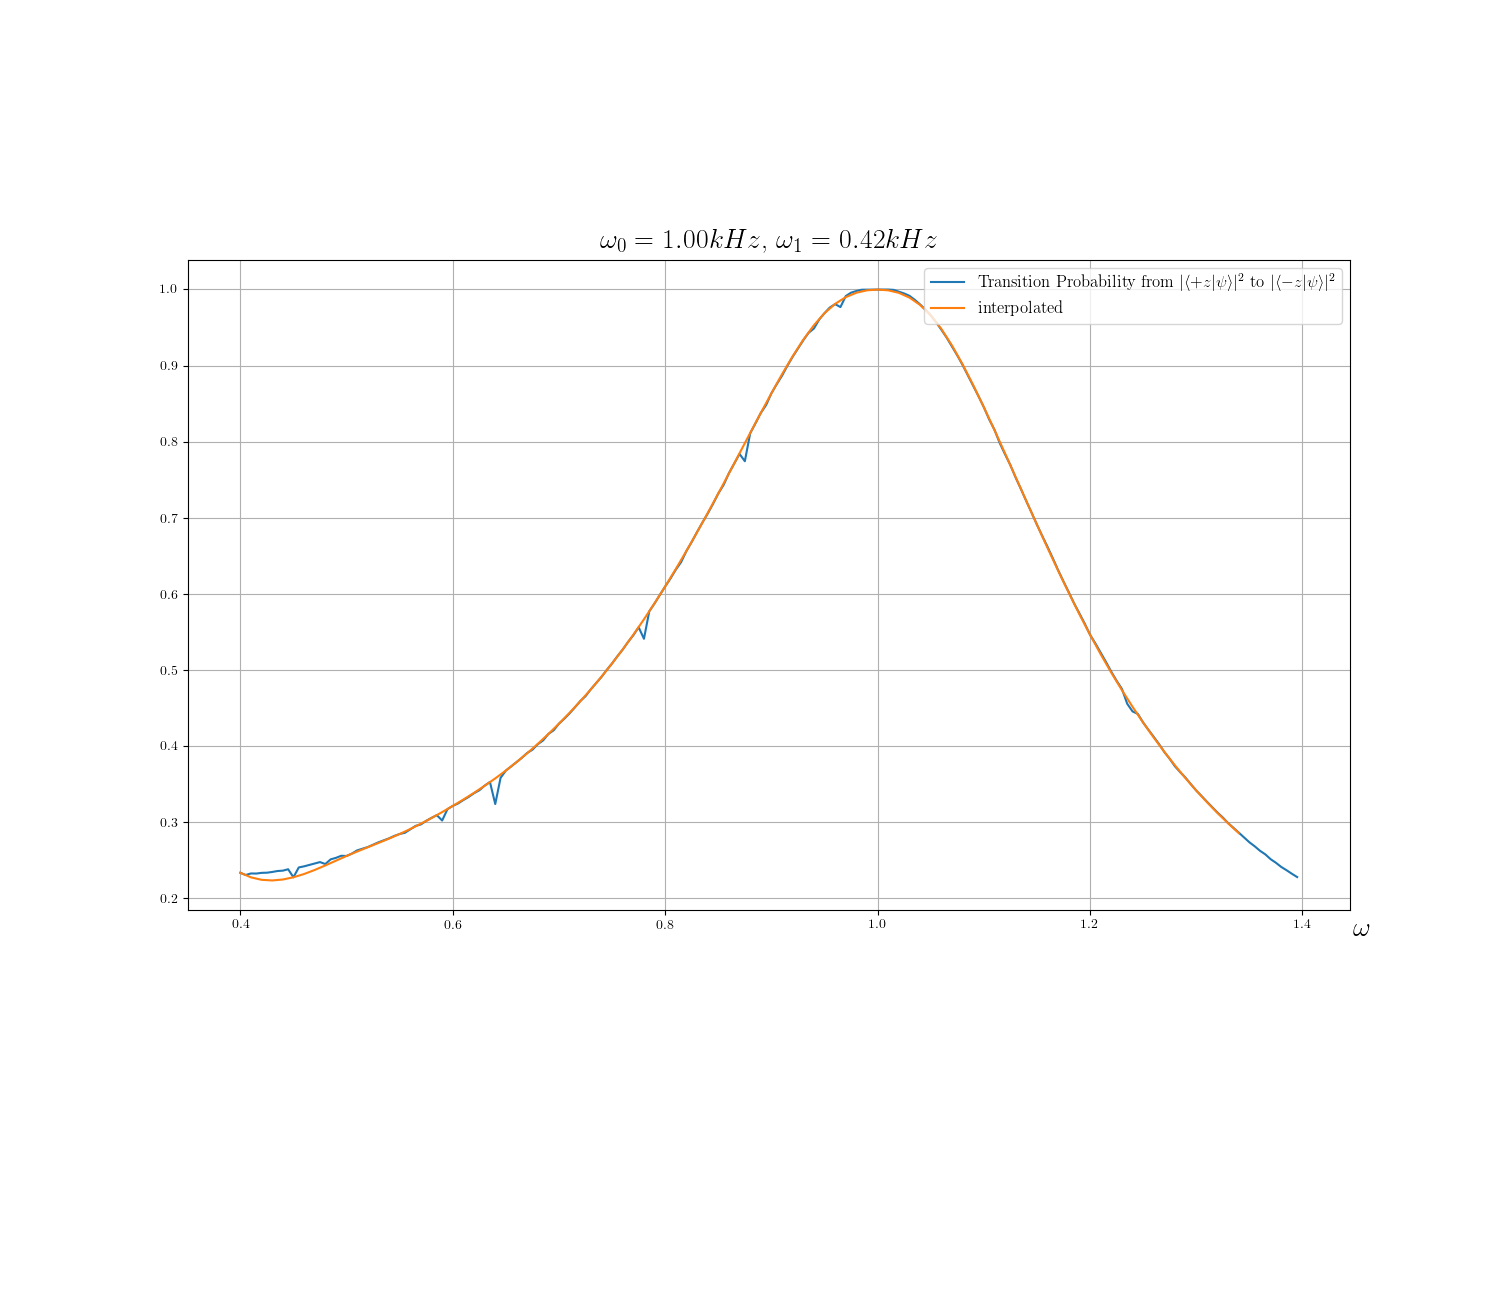 ω₀ = 1.00kHz, ω₁ = 0.42kHz
Transition Probability from |⟨+z|ψ⟩|² to |⟨−z|ψ⟩|²
interpolated
1.0
0.9
0.8
0.7
0.6
0.5
0.4
0.3
0.2
0.4 0.6 0.8 1.0 1.2 1.4
ω